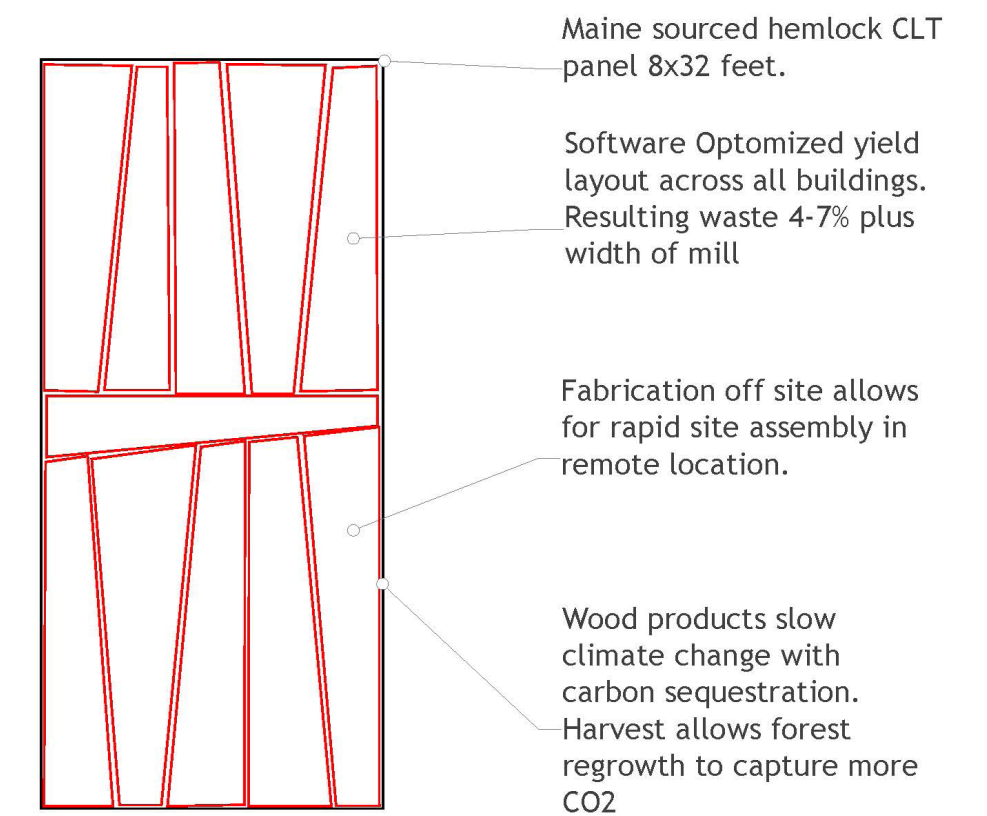 Maine sourced hemlock CLT
panel 8x32 feet.
Software Optomized yield
layout across all buildings.
Resulting waste 4-7% plus
width of mill
Fabrication off site allows
for rapid site assembly in
remote location.
Wood products slow
climate change with
carbon sequestration.
Harvest allows forest
regrowth to capture more
CO2